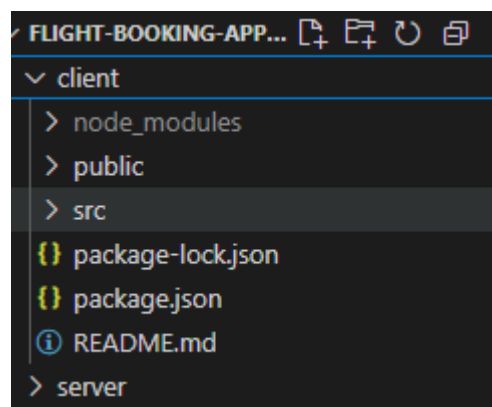 FLIGHT-BOOKING-APP...
client
node_modules
public
src
{} package-lock.json
{} package.json
README.md
server